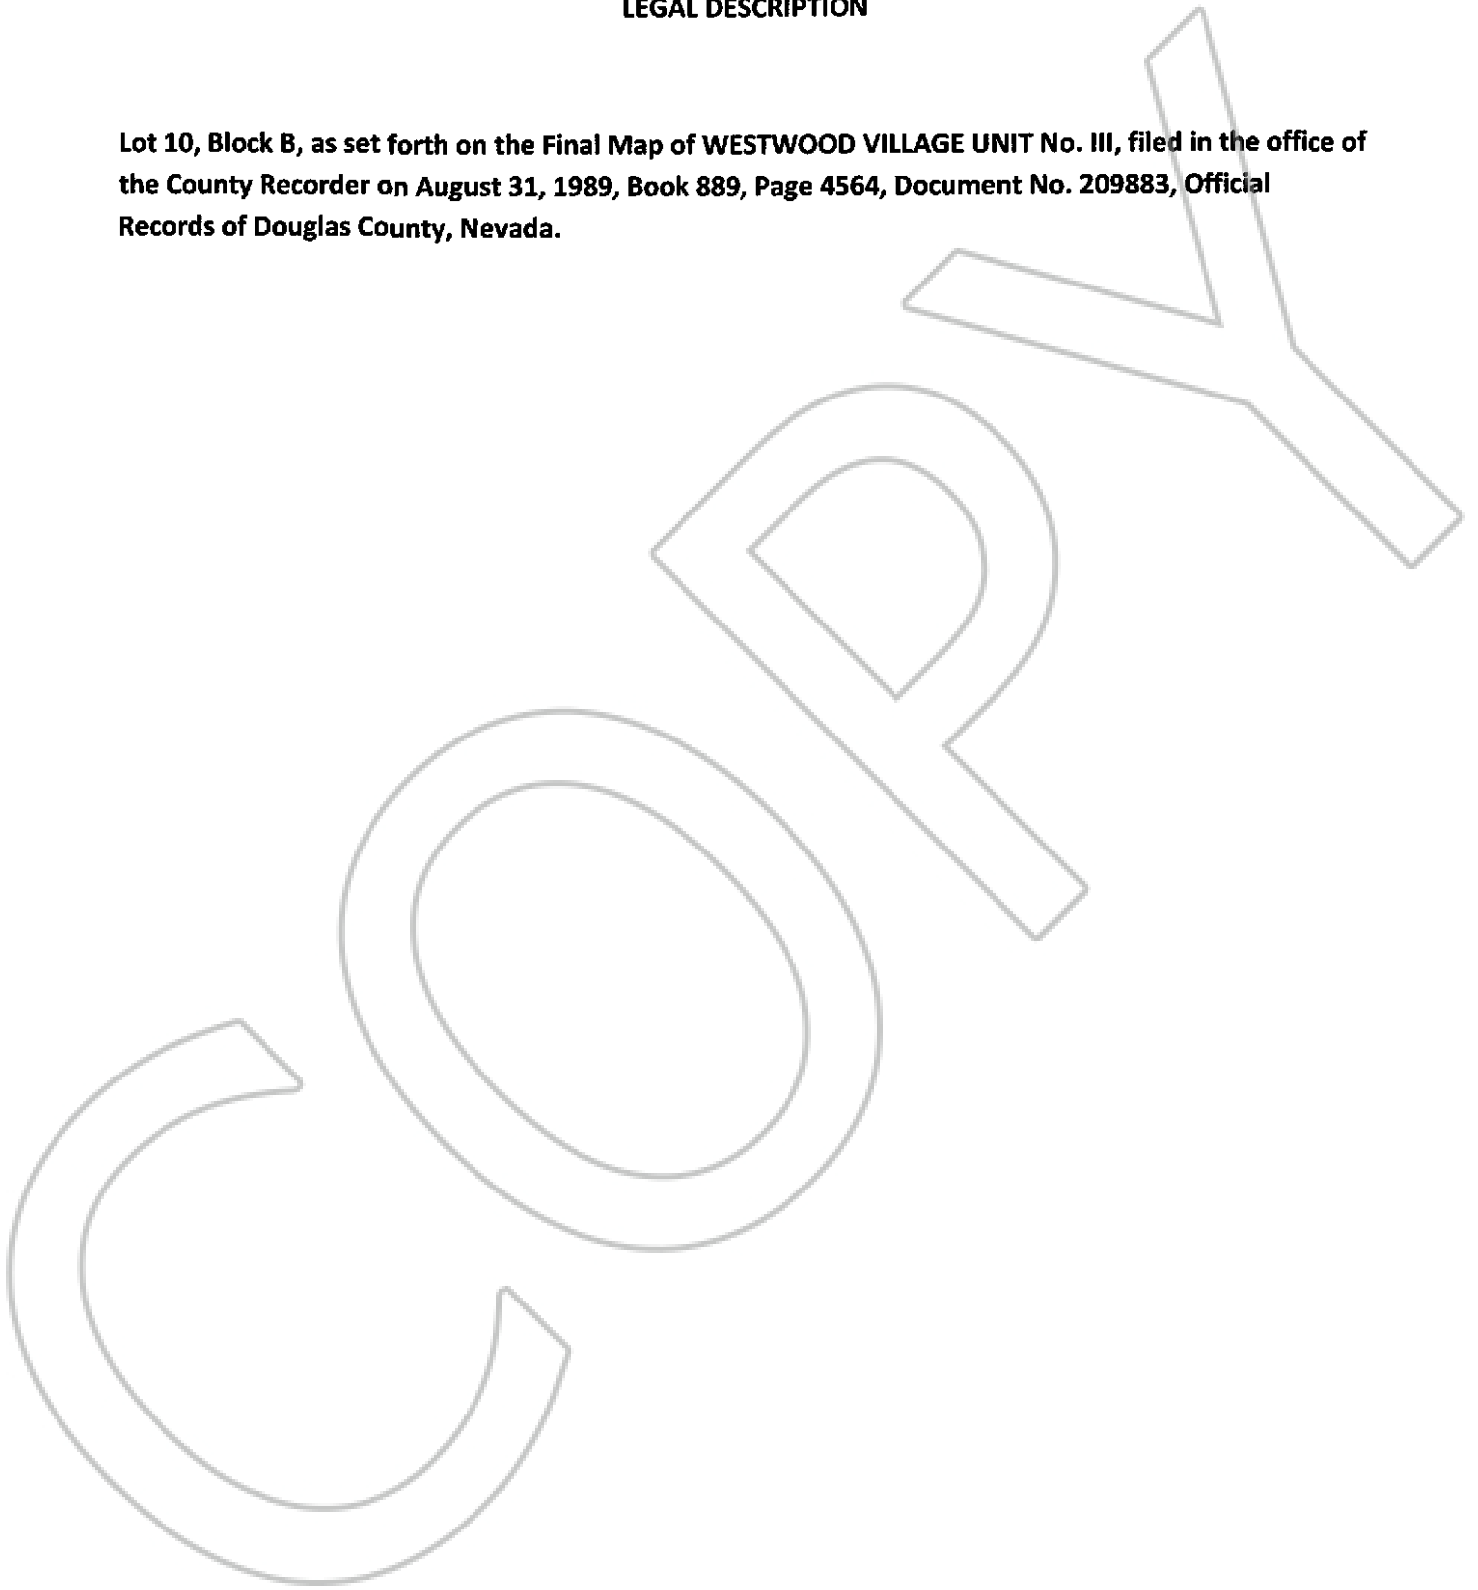 LEGAL DESCRIPTION
Lot 10, Block B, as set forth on the Final Map of WESTWOOD VILLAGE UNIT No. III, filed in the office of
the County Recorder on August 31, 1989, Book 889, Page 4564, Document No. 209883, Official
Records of Douglas County, Nevada.
COPY